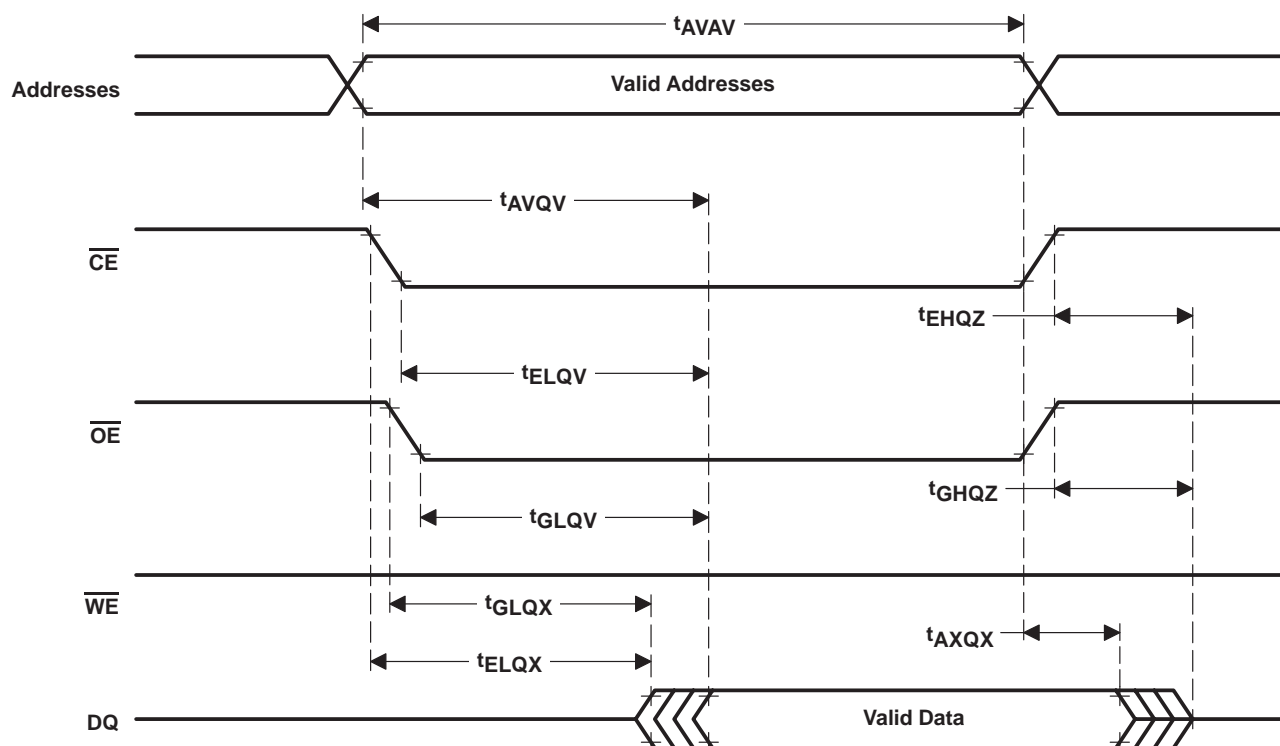 tAVAV
Addresses
Valid Addresses
tAVQV
CE
tEHQZ
tELQV
OE
tGHQZ
tGLQV
WE
tGLQX
tAXQX
tELQX
DQ
Valid Data